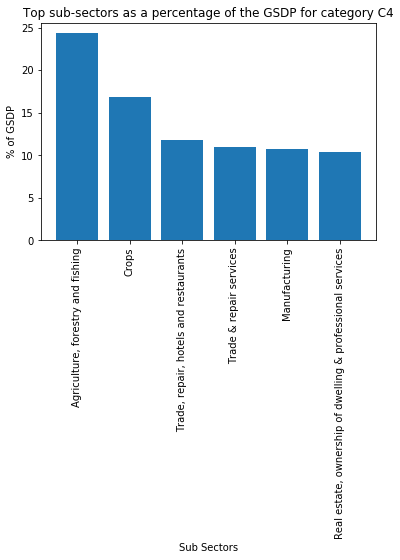 Top sub-sectors as a percentage of the GSDP for category C4
% of GSDP
25
20
15
10
5
0
Agriculture, forestry and fishing
Crops
Trade, repair, hotels and restaurants
Trade & repair services
Manufacturing
Real estate, ownership of dwelling & professional services
Sub Sectors